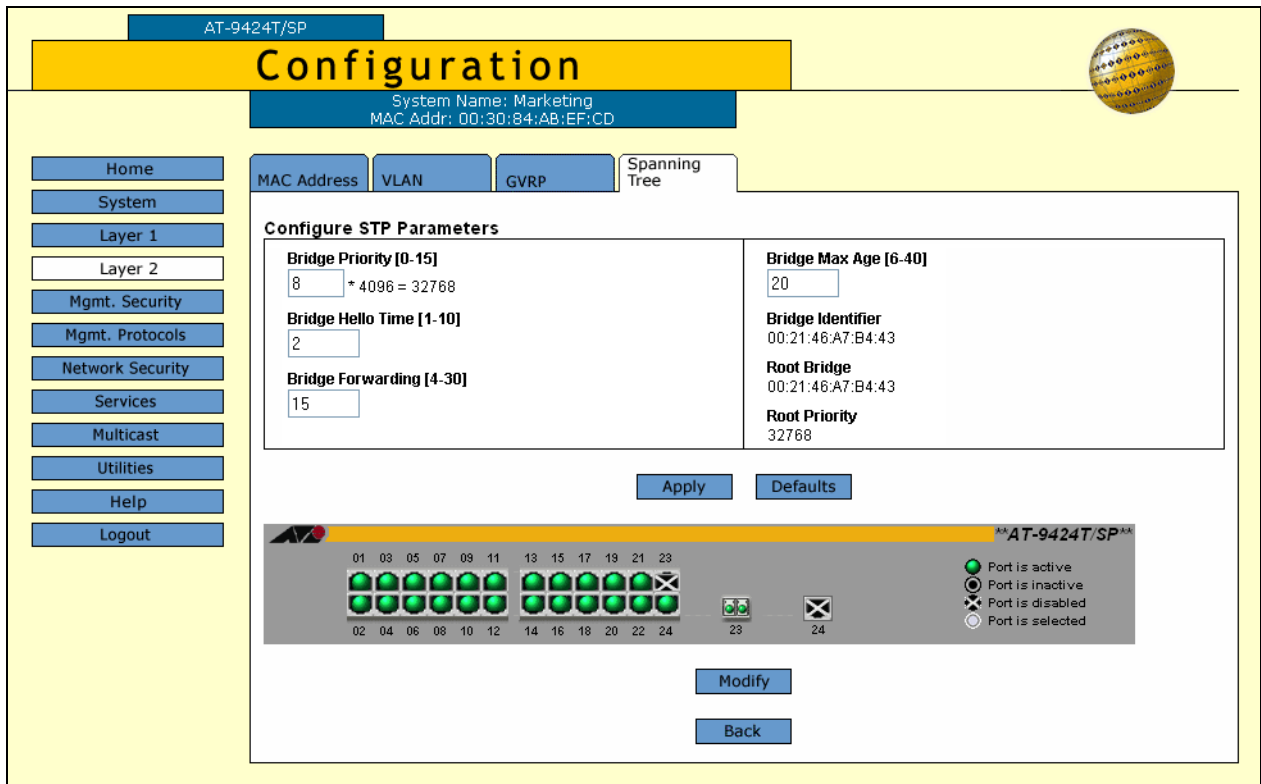 AT-9424T/SP
Configuration
System Name: Marketing
MAC Addr: 00:30:84:AB:EF:CD
Home
System
Layer 1
Layer 2
Mgmt. Security
Mgmt. Protocols
Network Security
Services
Multicast
Utilities
Help
Logout
MAC Address
VLAN
GVRP
Spanning
Tree
Configure STP Parameters
Bridge Priority [0-15]
8 * 4096 = 32768
Bridge Hello Time [1-10]
2
Bridge Forwarding [4-30]
15
Bridge Max Age [6-40]
20
Bridge Identifier
00:21:46:A7:B4:43
Root Bridge
00:21:46:A7:B4:43
Root Priority
32768
Apply
Defaults
**AT-9424T/SP**
01 03 05 07 09 11 13 15 17 19 21 23
02 04 06 08 10 12 14 16 18 20 22 24 23 24
Port is active
Port is inactive
Port is disabled
Port is selected
Modify
Back